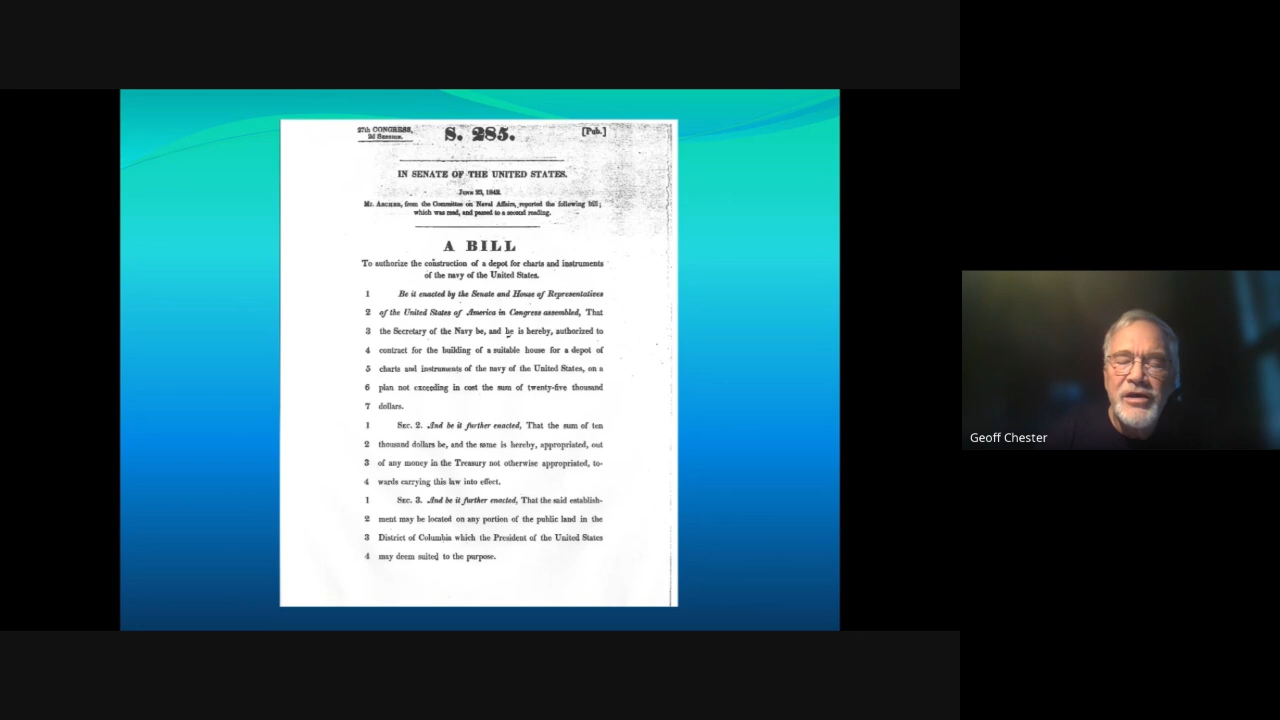 27th CONGRESS,
2d Session.
S. 285.
[Pub.]
IN SENATE OF THE UNITED STATES.
June 23, 1842.
Mr. Archer, from the Committee on Naval Affairs, reported the following bill;
which was read, and passed to a second reading.
A BILL
To authorize the construction of a depot for charts and instruments
of the navy of the United States.
1 Be it enacted by the Senate and House of Representatives
2 of the United States of America in Congress assembled, That
3 the Secretary of the Navy be, and he is hereby, authorized to
4 contract for the building of a suitable house for a depot of
5 charts and instruments of the navy of the United States, on a
6 plan not exceeding in cost the sum of twenty-five thousand
7 dollars.
1 Sec. 2. And be it further enacted, That the sum of ten
2 thousand dollars be, and the same is hereby, appropriated, out
3 of any money in the Treasury not otherwise appropriated, to-
4 wards carrying this law into effect.
1 Sec. 3. And be it further enacted, That the said establish-
2 ment may be located on any portion of the public land in the
3 District of Columbia which the President of the United States
4 may deem suited to the purpose.
Geoff Chester